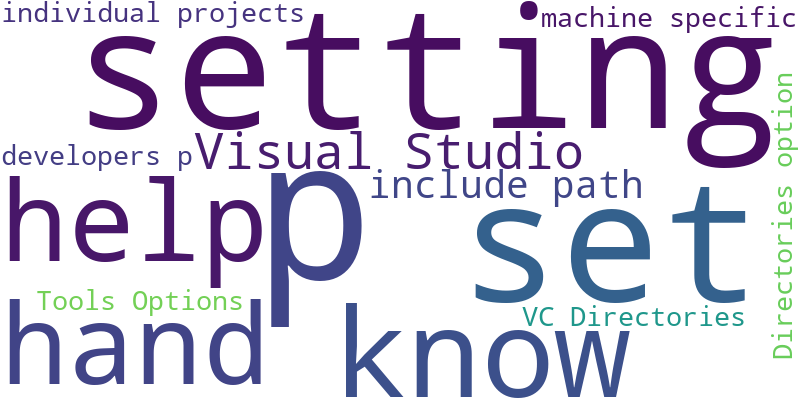 individual projects
machine specific
setting
developers p
Visual Studio
include path
help
p
set
Directories option
Tools Options
VC Directories
hand
know